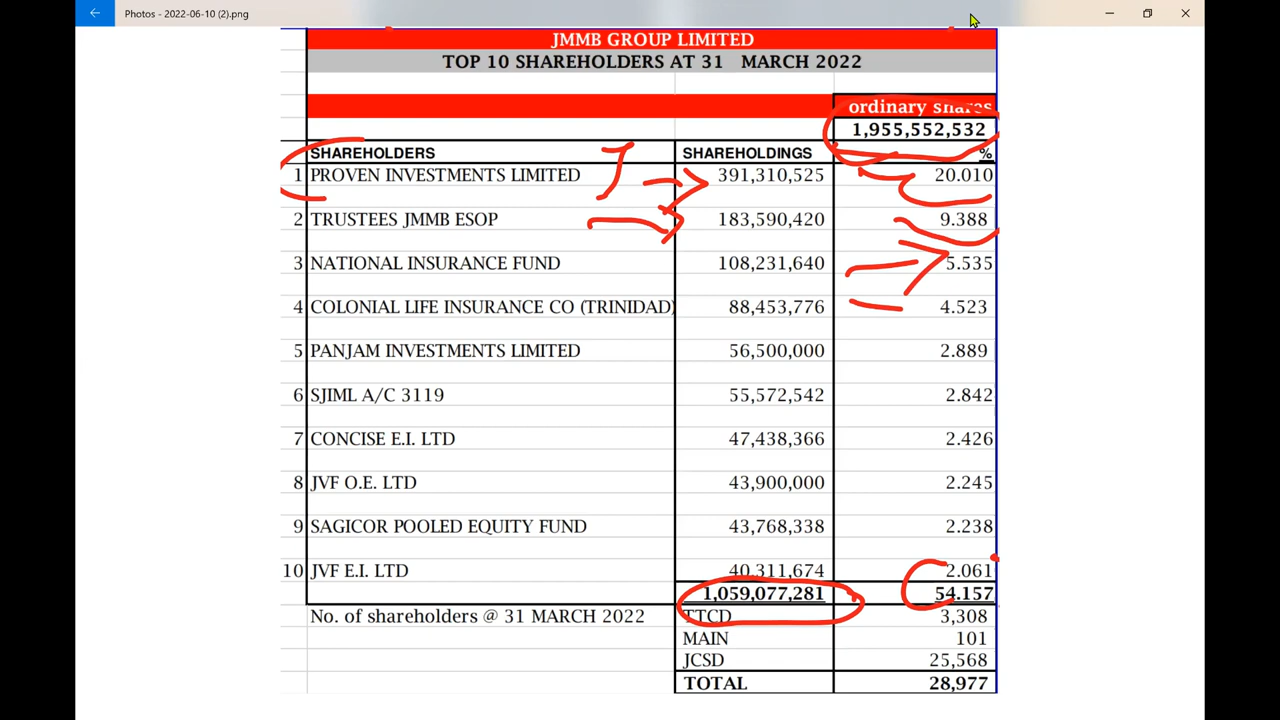 Photos - 2022-06-10 (2).png
JMMB GROUP LIMITED
TOP 10 SHAREHOLDERS AT 31 MARCH 2022
ordinary shares
1,955,552,532
SHAREHOLDERS SHAREHOLDINGS %
1 PROVEN INVESTMENTS LIMITED 391,310,525 20.010
2 TRUSTEES JMMB ESOP 183,590,420 9.388
3 NATIONAL INSURANCE FUND 108,231,640 5.535
4 COLONIAL LIFE INSURANCE CO (TRINIDAD) 88,453,776 4.523
5 PANJAM INVESTMENTS LIMITED 56,500,000 2.889
6 SJIML A/C 3119 55,572,542 2.842
7 CONCISE E.I. LTD 47,438,366 2.426
8 JVF O.E. LTD 43,900,000 2.245
9 SAGICOR POOLED EQUITY FUND 43,768,338 2.238
10 JVF E.I. LTD 40,311,674 2.061
1,059,077,281 54.157
No. of shareholders @ 31 MARCH 2022 TTCD 3,308
MAIN 101
JCSD 25,568
TOTAL 28,977